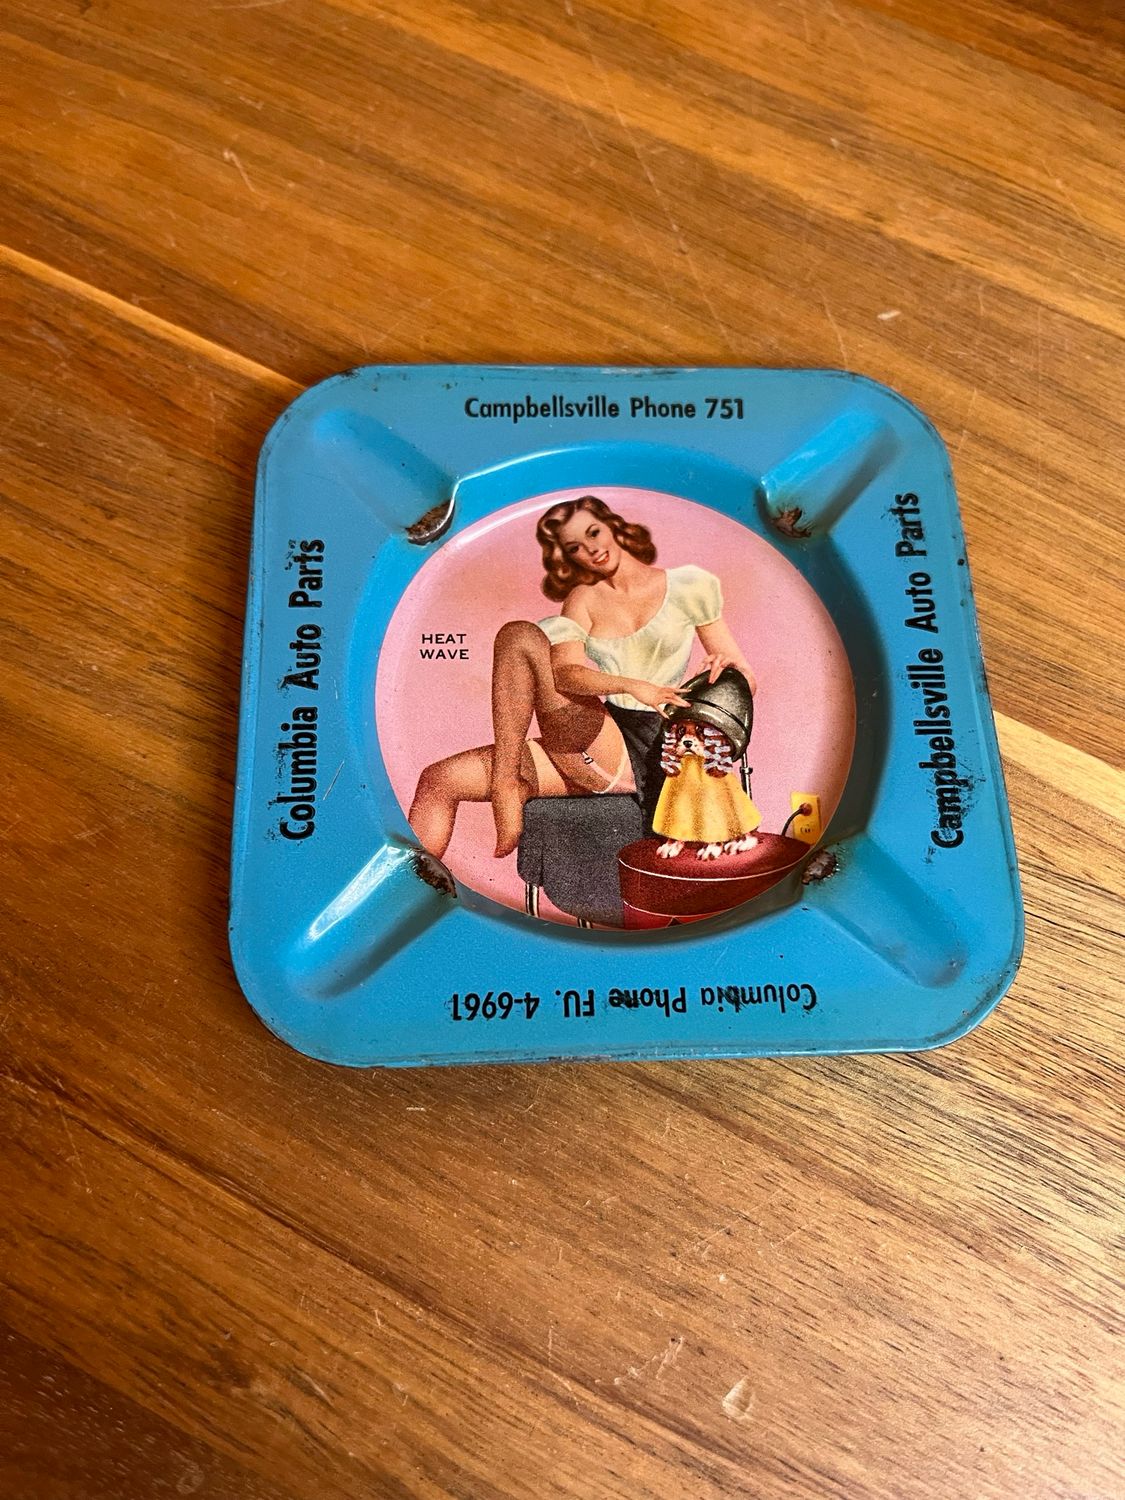 Campbellsville Phone 751
Columbia Auto Parts
HEAT
WAVE
Campbellsville Auto Parts
Columbia Phone FU. 4-6961